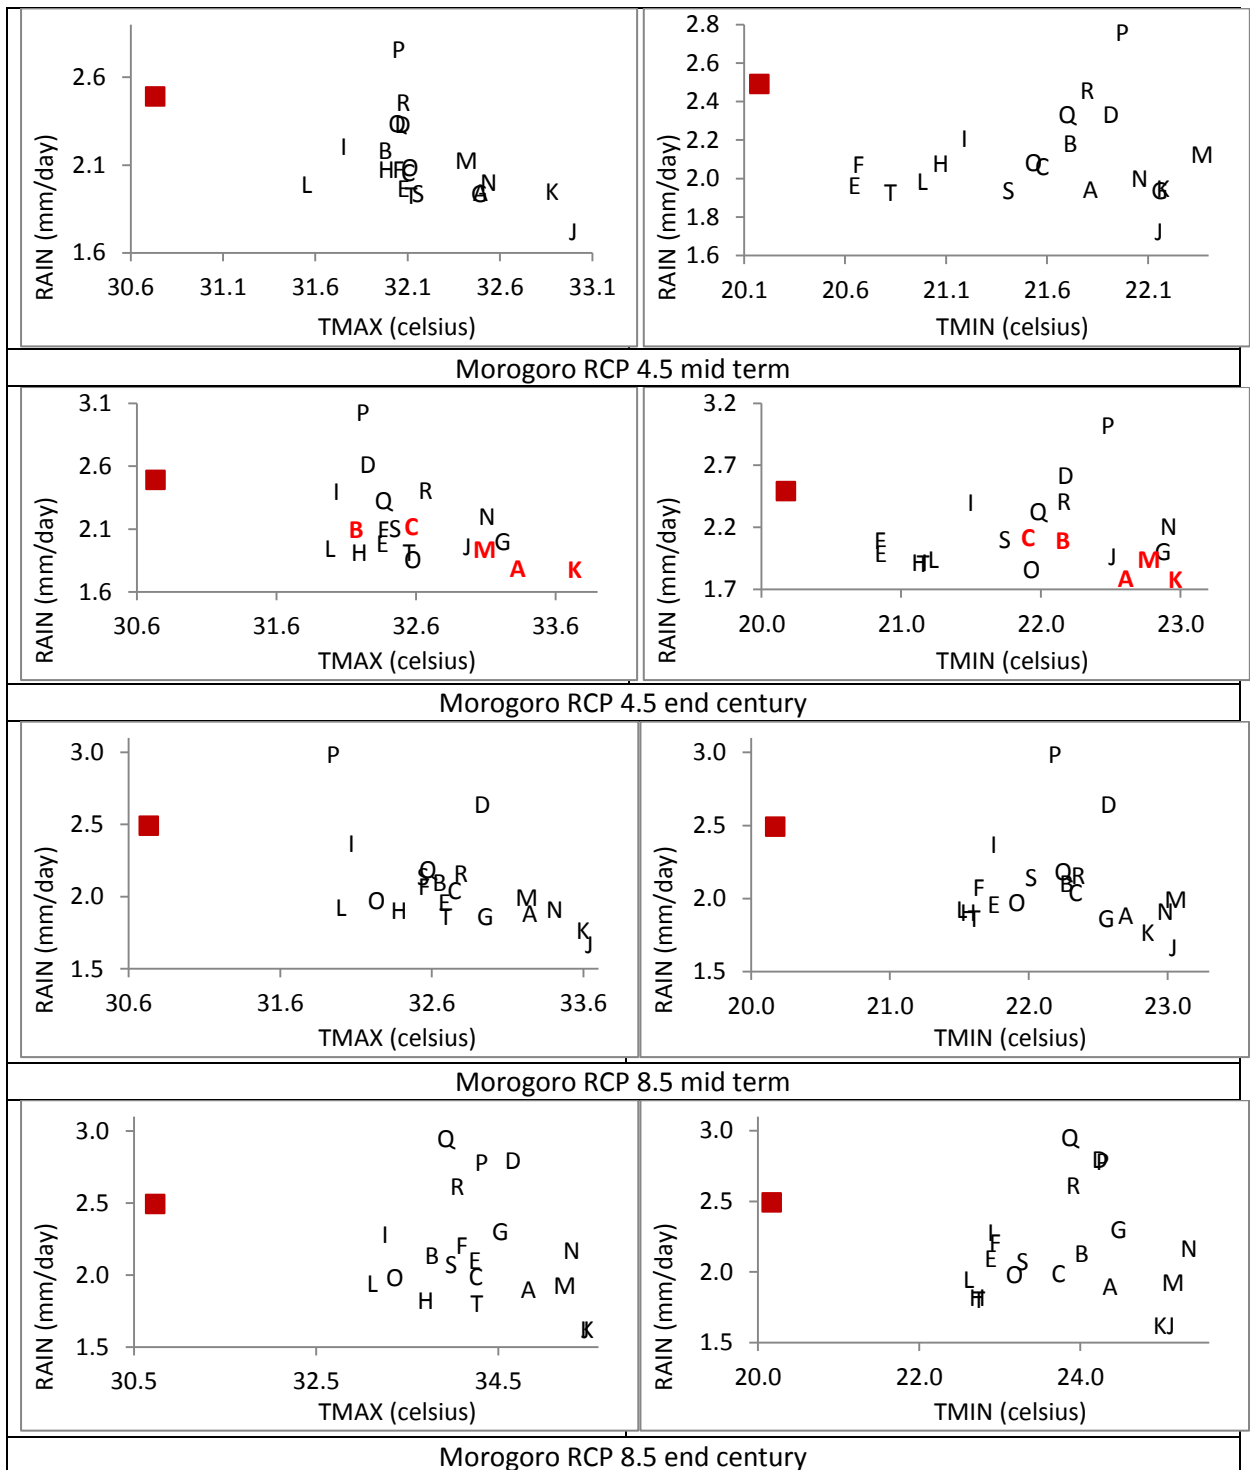 P
R
O D Q
I
B
M
H F O
C
L
E
N
T S
A
G
K
J
2.6
2.1
1.6
30.6 31.1 31.6 32.1 32.6 33.1
RAIN (mm/day)
TMAX (celsius)
2.8
2.6
2.4
2.2
2.0
1.8
1.6
P
R
Q D
I
B
M
F
H
O C
E
T
L
S
A
N
G K
J
20.1 20.6 21.1 21.6 22.1
RAIN (mm/day)
TMIN (celsius)
Morogoro RCP 4.5 mid term
3.1
2.6
2.1
1.6
P
D
I
Q R
B F S C
N
L H E T O
J M G
A K
30.6 31.6 32.6 33.6
RAIN (mm/day)
TMAX (celsius)
3.2
2.7
2.2
1.7
P
D
I
Q R
F
E
S C B
N
H T L
O
J M G
A K
20.0 21.0 22.0 23.0
RAIN (mm/day)
TMIN (celsius)
Morogoro RCP 4.5 end century
3.0
2.5
2.0
1.5
P
D
I
Q
S R
F B C
L O H E T G
M A N
K
J
30.6 31.6 32.6 33.6
RAIN (mm/day)
TMAX (celsius)
3.0
2.5
2.0
1.5
P
D
I
F S Q R
B C
L H T E O
G A
M
N
K
J
20.0 21.0 22.0 23.0
RAIN (mm/day)
TMIN (celsius)
Morogoro RCP 8.5 mid term
3.0
2.5
2.0
1.5
Q
P D
R
I G
B S F E
C
N
L O
H T
A M
J K
30.5 32.5 34.5
RAIN (mm/day)
TMAX (celsius)
3.0
2.5
2.0
1.5
Q
D P
R
I
F
E
G
S
O C B
N
L
H T
A M
K J
20.0 22.0 24.0
RAIN (mm/day)
TMIN (celsius)
Morogoro RCP 8.5 end century